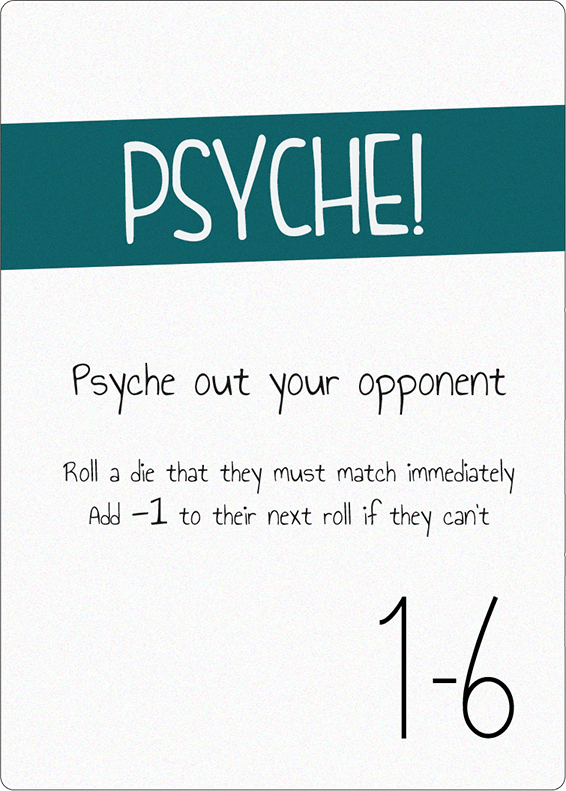 PSYCHE!
Psyche out your opponent
Roll a die that they must match immediately
Add -1 to their next roll if they can't
1-6